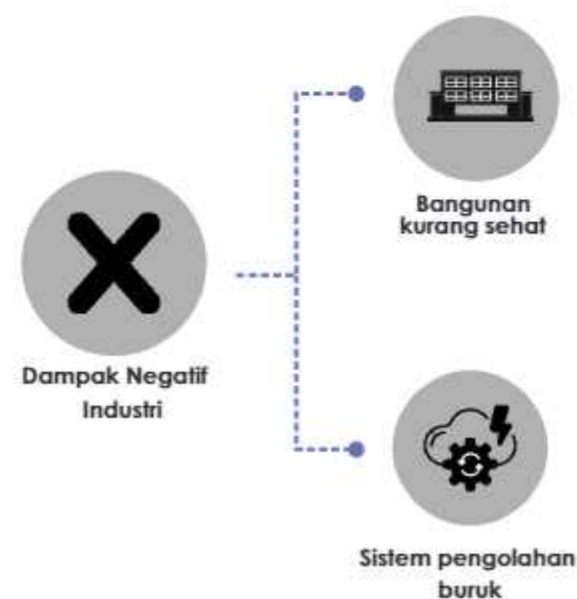 Bangunan
kurang sehat
Dampak Negatif
Industri
Sistem pengolahan
buruk